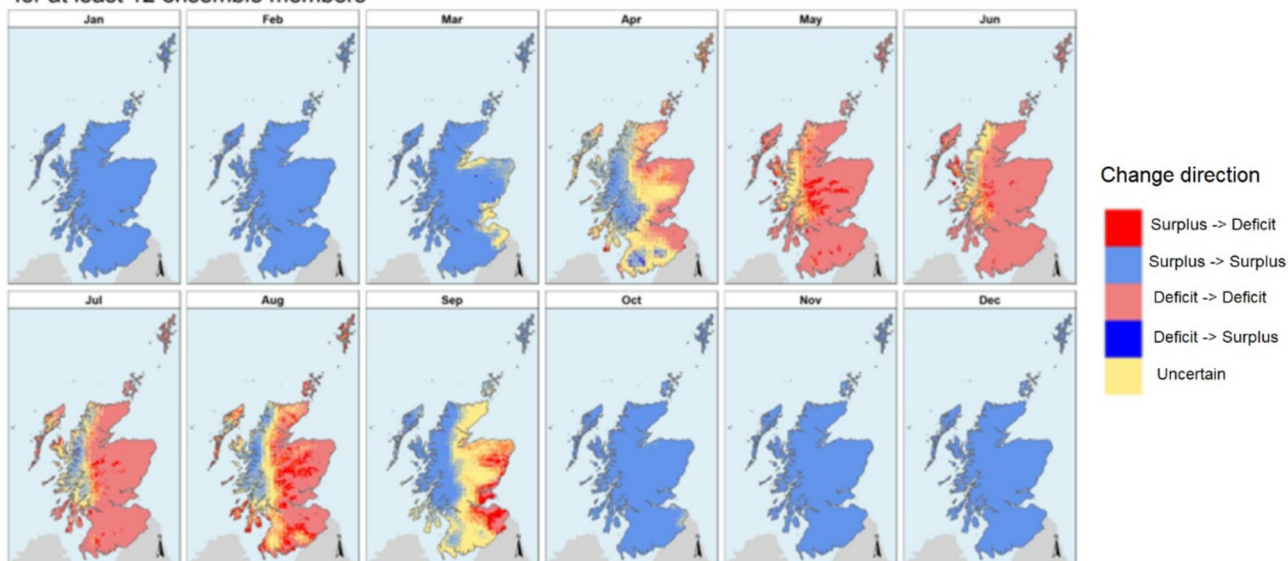 for at least 12 ensemble members
Jan
Feb
Mar
Apr
May
Jun
Change direction
Surplus -> Deficit
Surplus -> Surplus
Deficit -> Deficit
Deficit -> Surplus
Uncertain
Jul
Aug
Sep
Oct
Nov
Dec